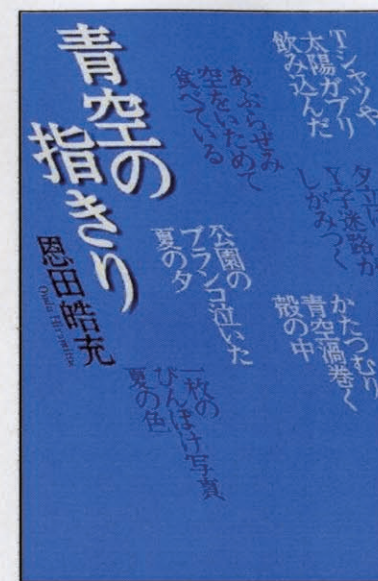 青空の
指きり
恩田皓充
Tシャツや
太陽ガブリ
飲み込んだ
あぶらぜみ
空をいためて
食べている
夕立が
Y字迷路が
しがみつく
公園の
ブランコ泣いた
夏の夕
かたつむり
青空渦巻く
殻の中
一枚の
ぴんぼけ写真
夏の色